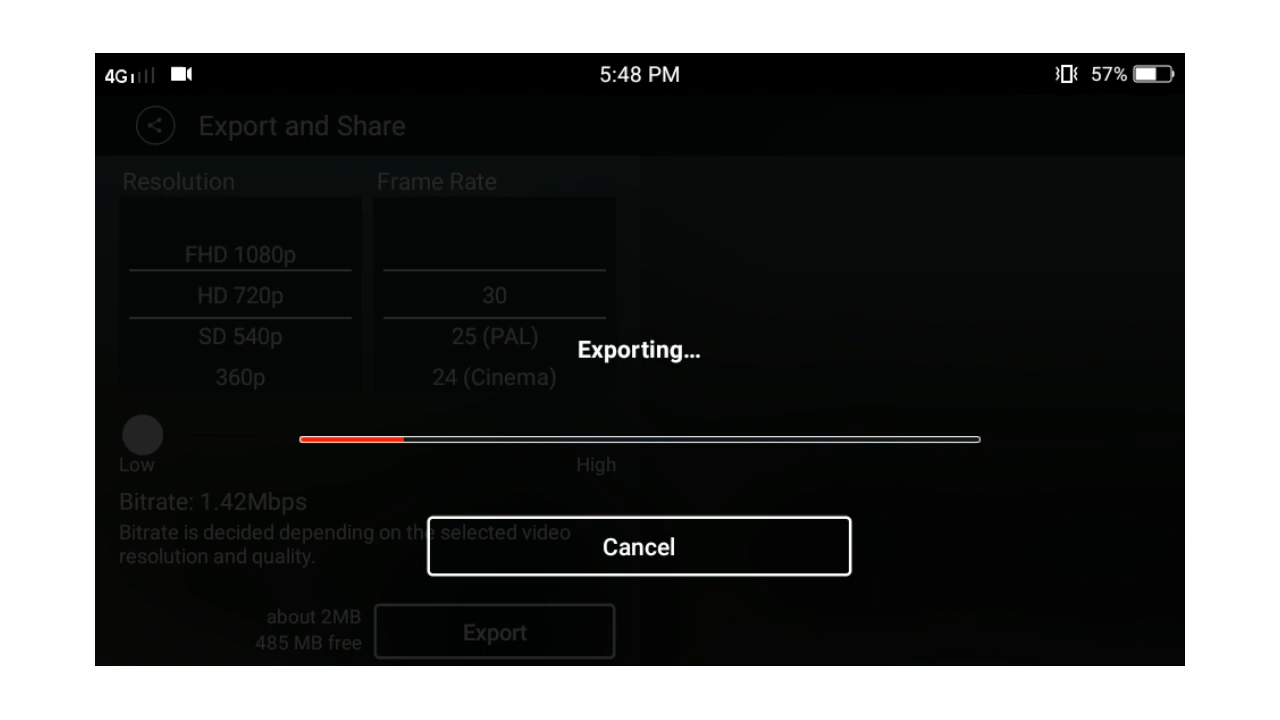 4G 5:48 PM 57%
Export and Share
Resolution Frame Rate
FHD 1080p
HD 720p 30
SD 540p 25 (PAL)
Exporting...
360p 24 (Cinema)
Low High
Bitrate: 1.42Mbps
Bitrate is decided depending on the selected video
resolution and quality.
Cancel
about 2MB
485 MB free
Export